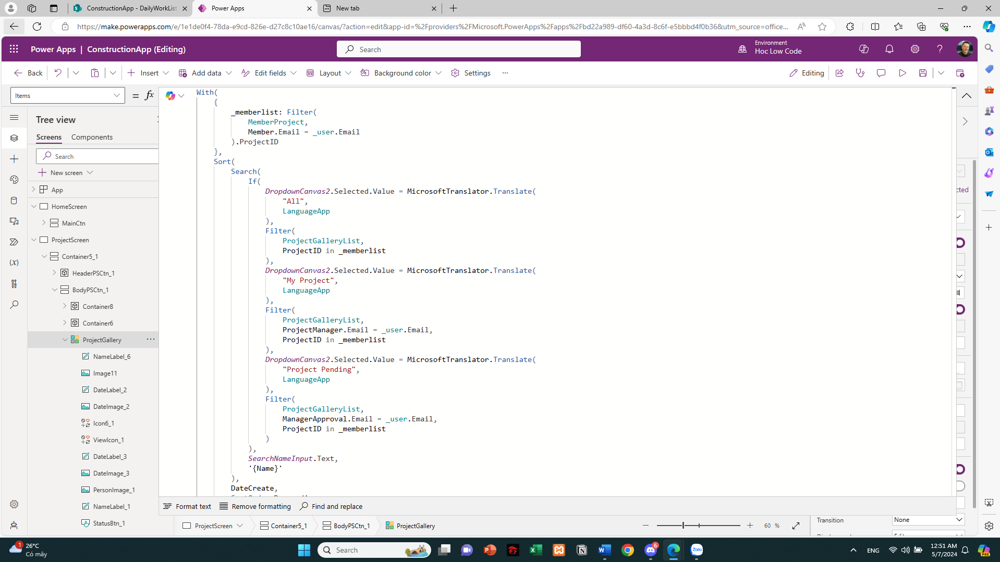 ConstructionApp - DailyWorkList
Power Apps
New tab
https://make.powerapps.com/e/1e1de0f4-78da-e9cd-826e-d27c8c10ae16/canvas/?action=edit&app-id=%2Fproviders%2FMicrosoft.PowerApps%2Fapps%2Fbd22a989-df60-4a3d-8c6f-e5bbbd4f0b36&utm_source=office...
Power Apps | ConstructionApp (Editing)
Search
Environment
Hoc Low Code
Back
Insert
Add data
Edit fields
Layout
Background color
Settings
Editing
Items
= fx
Tree view
Screens Components
Search
New screen
App
HomeScreen
MainCtn
ProjectScreen
Container5_1
HeaderPSCtn_1
BodyPSCtn_1
Container8
Container6
ProjectGallery
NameLabel_6
Image11
DateLabel_2
DateImage_2
Icon6_1
ViewIcon_1
DateLabel_3
DateImage_3
PersonImage_1
NameLabel_1
StatusBtn_1
With(
{
_memberlist: Filter(
MemberProject,
Member.Email = _user.Email
).ProjectID
},
Sort(
Search(
If(
DropdownCanvas2.Selected.Value = MicrosoftTranslator.Translate(
"All",
LanguageApp
),
Filter(
ProjectGalleryList,
ProjectID in _memberlist
),
DropdownCanvas2.Selected.Value = MicrosoftTranslator.Translate(
"My Project",
LanguageApp
),
Filter(
ProjectGalleryList,
ProjectManager.Email = _user.Email,
ProjectID in _memberlist
),
DropdownCanvas2.Selected.Value = MicrosoftTranslator.Translate(
"Project Pending",
LanguageApp
),
Filter(
ProjectGalleryList,
ManagerApproval.Email = _user.Email,
ProjectID in _memberlist
)
),
SearchNameInput.Text,
'{Name}'
),
DateCreate,
Format text
Remove formatting
Find and replace
ProjectScreen
Container5_1
BodyPSCtn_1
ProjectGallery
60 %
Transition
None
26°C
Có mây
1
Search
6
Zalo
ENG
12:51 AM
5/7/2024
PRE